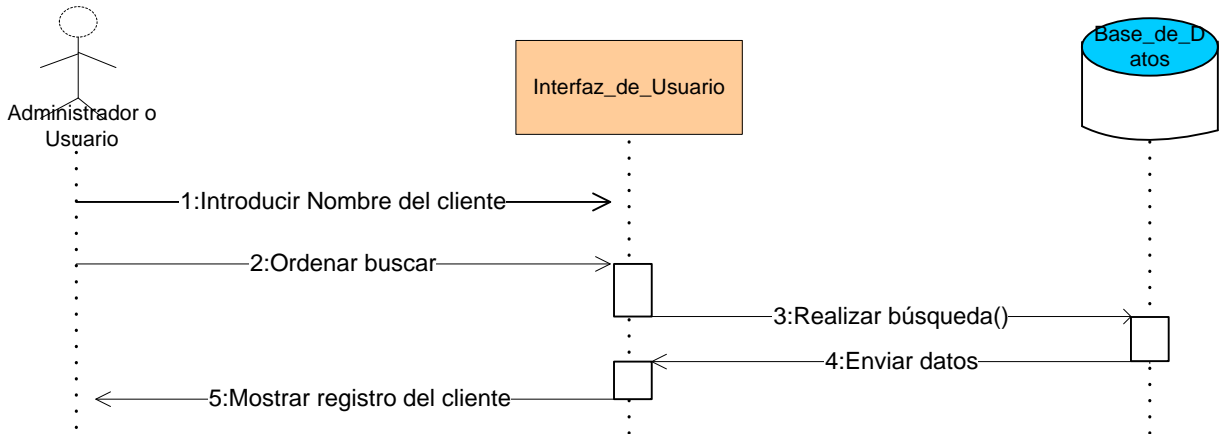 Administrador o
Usuario
Interfaz_de_Usuario
Base_de_D
atos
1:Introducir Nombre del cliente
2:Ordenar buscar
3:Realizar búsqueda()
4:Enviar datos
5:Mostrar registro del cliente